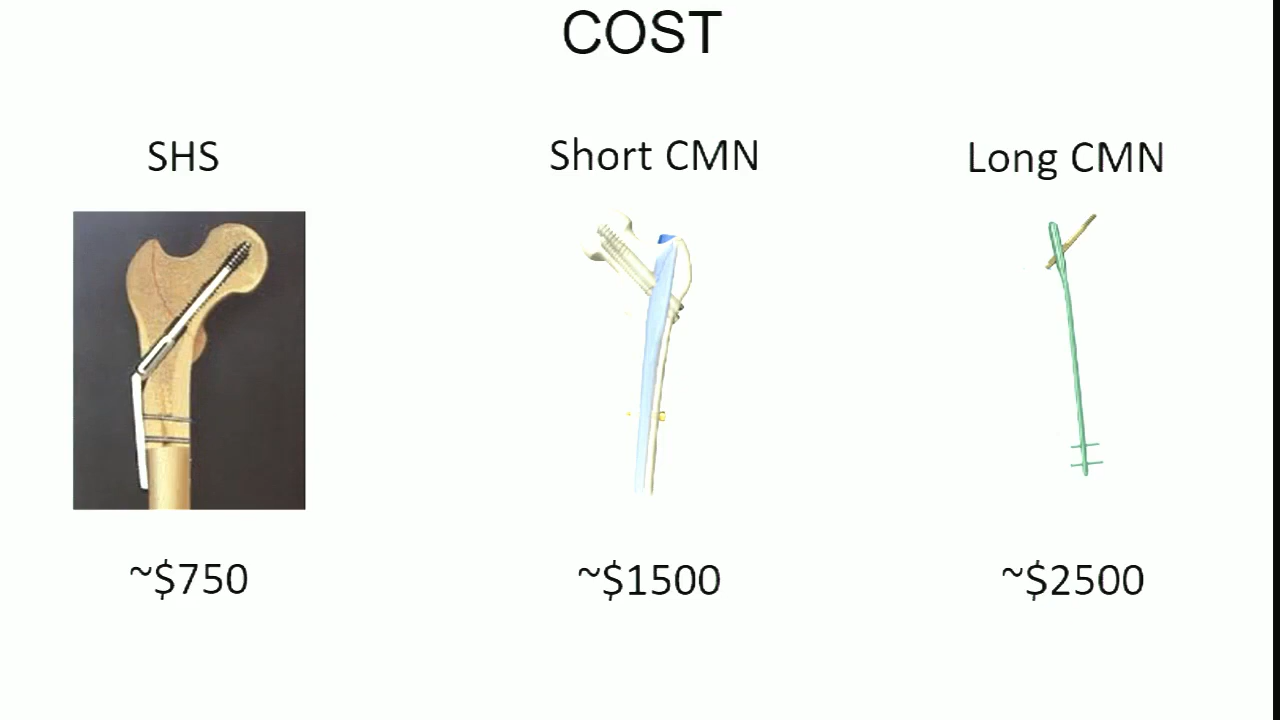 COST
SHS
Short CMN
Long CMN
~$750
~$1500
~$2500